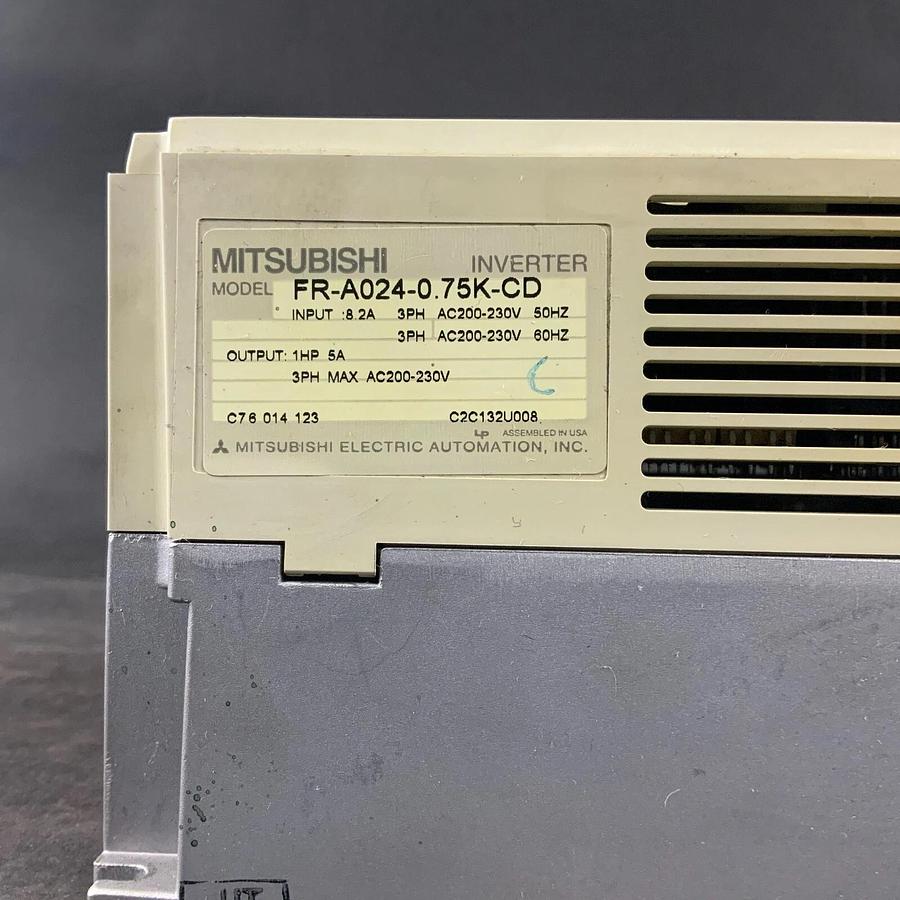 MITSUBISHI INVERTER
MODEL FR-A024-0.75K-CD
INPUT :8.2A 3PH AC200-230V 50HZ
3PH AC200-230V 60HZ
OUTPUT: 1HP 5A
3PH MAX AC200-230V
C76 014 123 C2C132U008
LP ASSEMBLED IN USA
MITSUBISHI ELECTRIC AUTOMATION, INC.